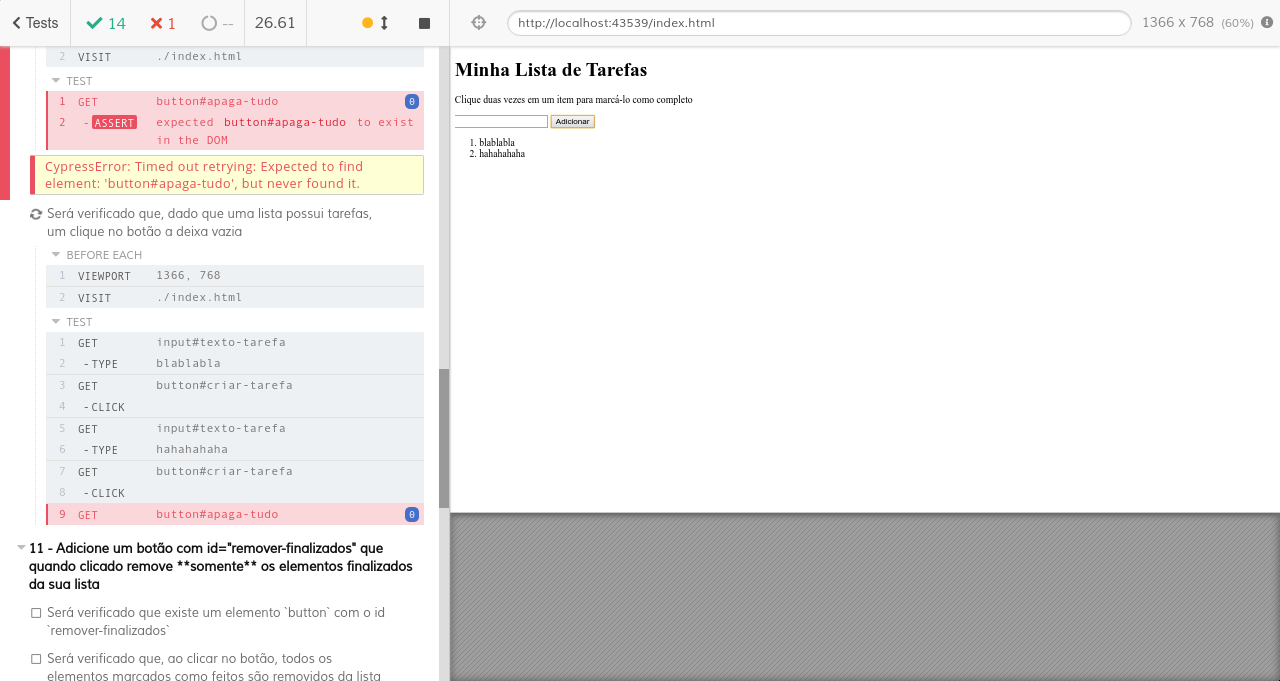 Tests
14
1
--
26.61
http://localhost:43539/index.html
1366 x 768 (60%)
2 VISIT ./index.html
TEST
1 GET button#apaga-tudo 0
2 - ASSERT expected button#apaga-tudo to exist
in the DOM
CypressError: Timed out retrying: Expected to find
element: 'button#apaga-tudo', but never found it.
Será verificado que, dado que uma lista possui tarefas,
um clique no botão a deixa vazia
BEFORE EACH
1 VIEWPORT 1366, 768
2 VISIT ./index.html
TEST
1 GET input#texto-tarefa
2 - TYPE blablabla
3 GET button#criar-tarefa
4 - CLICK
5 GET input#texto-tarefa
6 - TYPE hahahahaha
7 GET button#criar-tarefa
8 - CLICK
9 GET button#apaga-tudo 0
11 - Adicione um botão com id="remover-finalizados" que
quando clicado remove **somente** os elementos finalizados
da sua lista
Será verificado que existe um elemento `button` com o id
`remover-finalizados`
Será verificado que, ao clicar no botão, todos os
elementos marcados como feitos são removidos da lista
Minha Lista de Tarefas
Clique duas vezes em um item para marcá-lo como completo
Adicionar
1. blablabla
2. hahahahaha